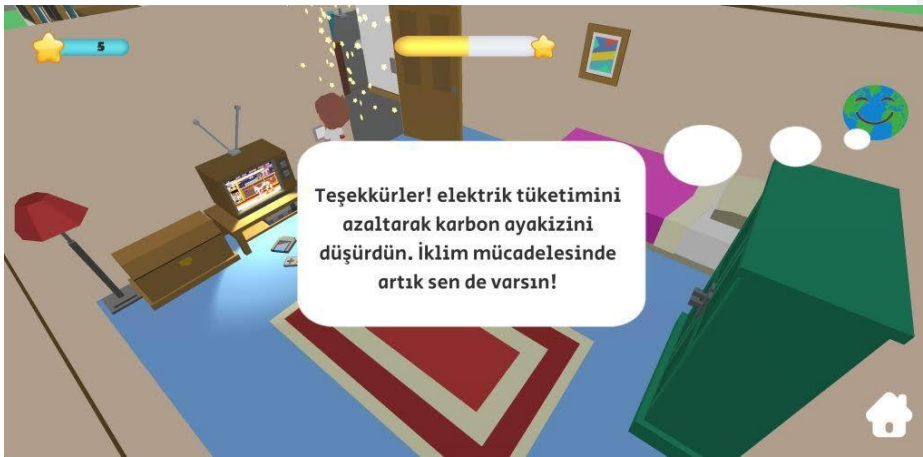 5
Teşekkürler! elektrik tüketimini
azaltarak karbon ayakizini
düşürdün. İklim mücadelesinde
artık sen de varsın!